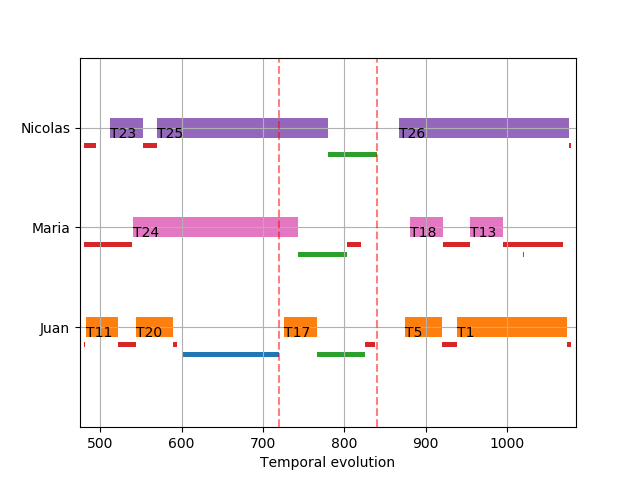 Nicolas
T23 T25 T26
Maria
T24 T18 T13
Juan
T11 T20 T17 T5 T1
500 600 700 800 900 1000
Temporal evolution